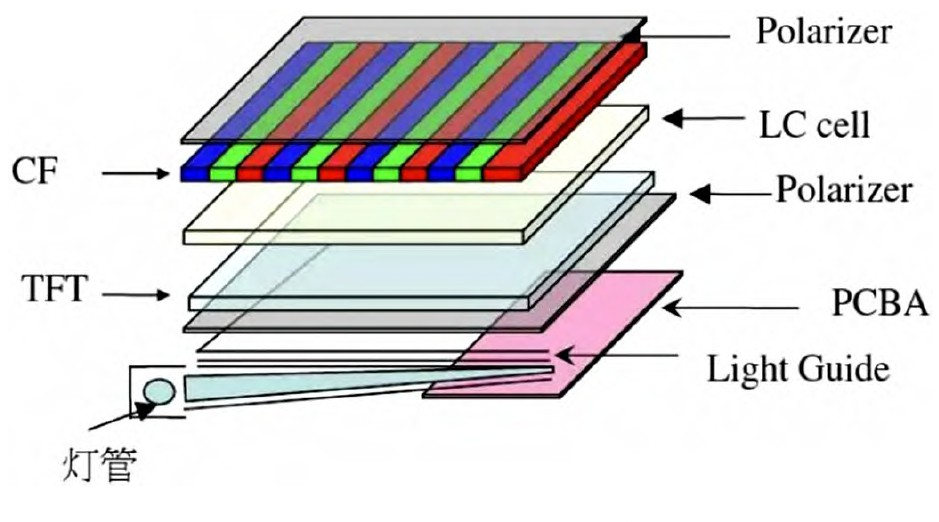 Polarizer
LC cell
CF
Polarizer
TFT
PCBA
Light Guide
灯管